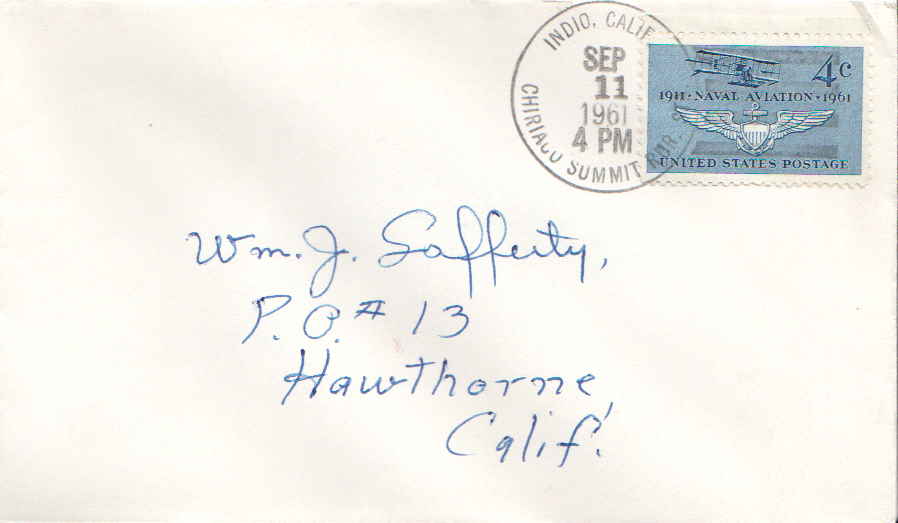 INDIO, CALIF
SEP
11
1961
4 PM
CHIRIACO SUMMIT RUR.
4c
1911 · NAVAL AVIATION · 1961
UNITED STATES POSTAGE
Wm. J. Lafferty,
P. O. # 13
Hawthorne,
Calif.